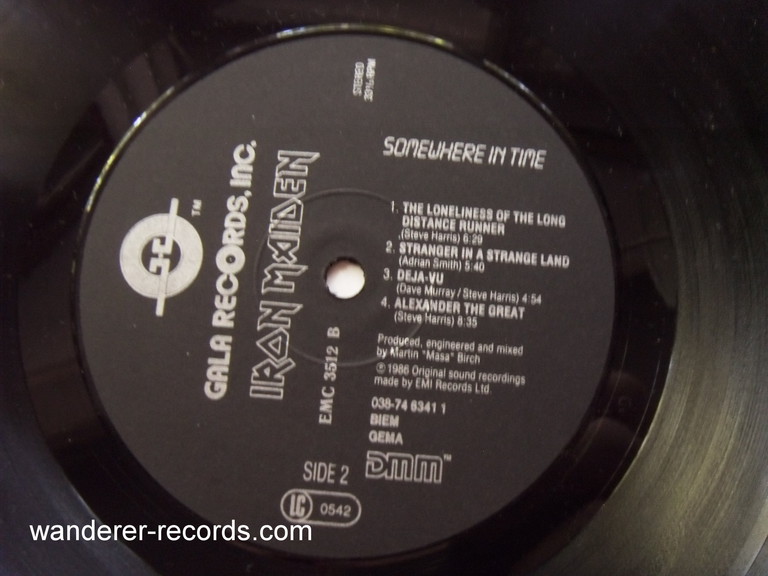 STEREO
33⅓ RPM
GALA RECORDS, INC.
TM
IRON MAIDEN
EMC 3512 B
SOMEWHERE IN TIME
1. THE LONELINESS OF THE LONG
DISTANCE RUNNER
(Steve Harris) 6:29
2. STRANGER IN A STRANGE LAND
(Adrian Smith) 5:40
3. DEJA-VU
(Dave Murray/Steve Harris) 4:54
4. ALEXANDER THE GREAT
(Steve Harris) 8:35
Produced, engineered and mixed
by Martin "Masa" Birch
℗ 1986 Original sound recordings
made by EMI Records Ltd.
038-74 6341 1
BIEM
GEMA
DMM™
SIDE 2
LC 0542
wanderer-records.com